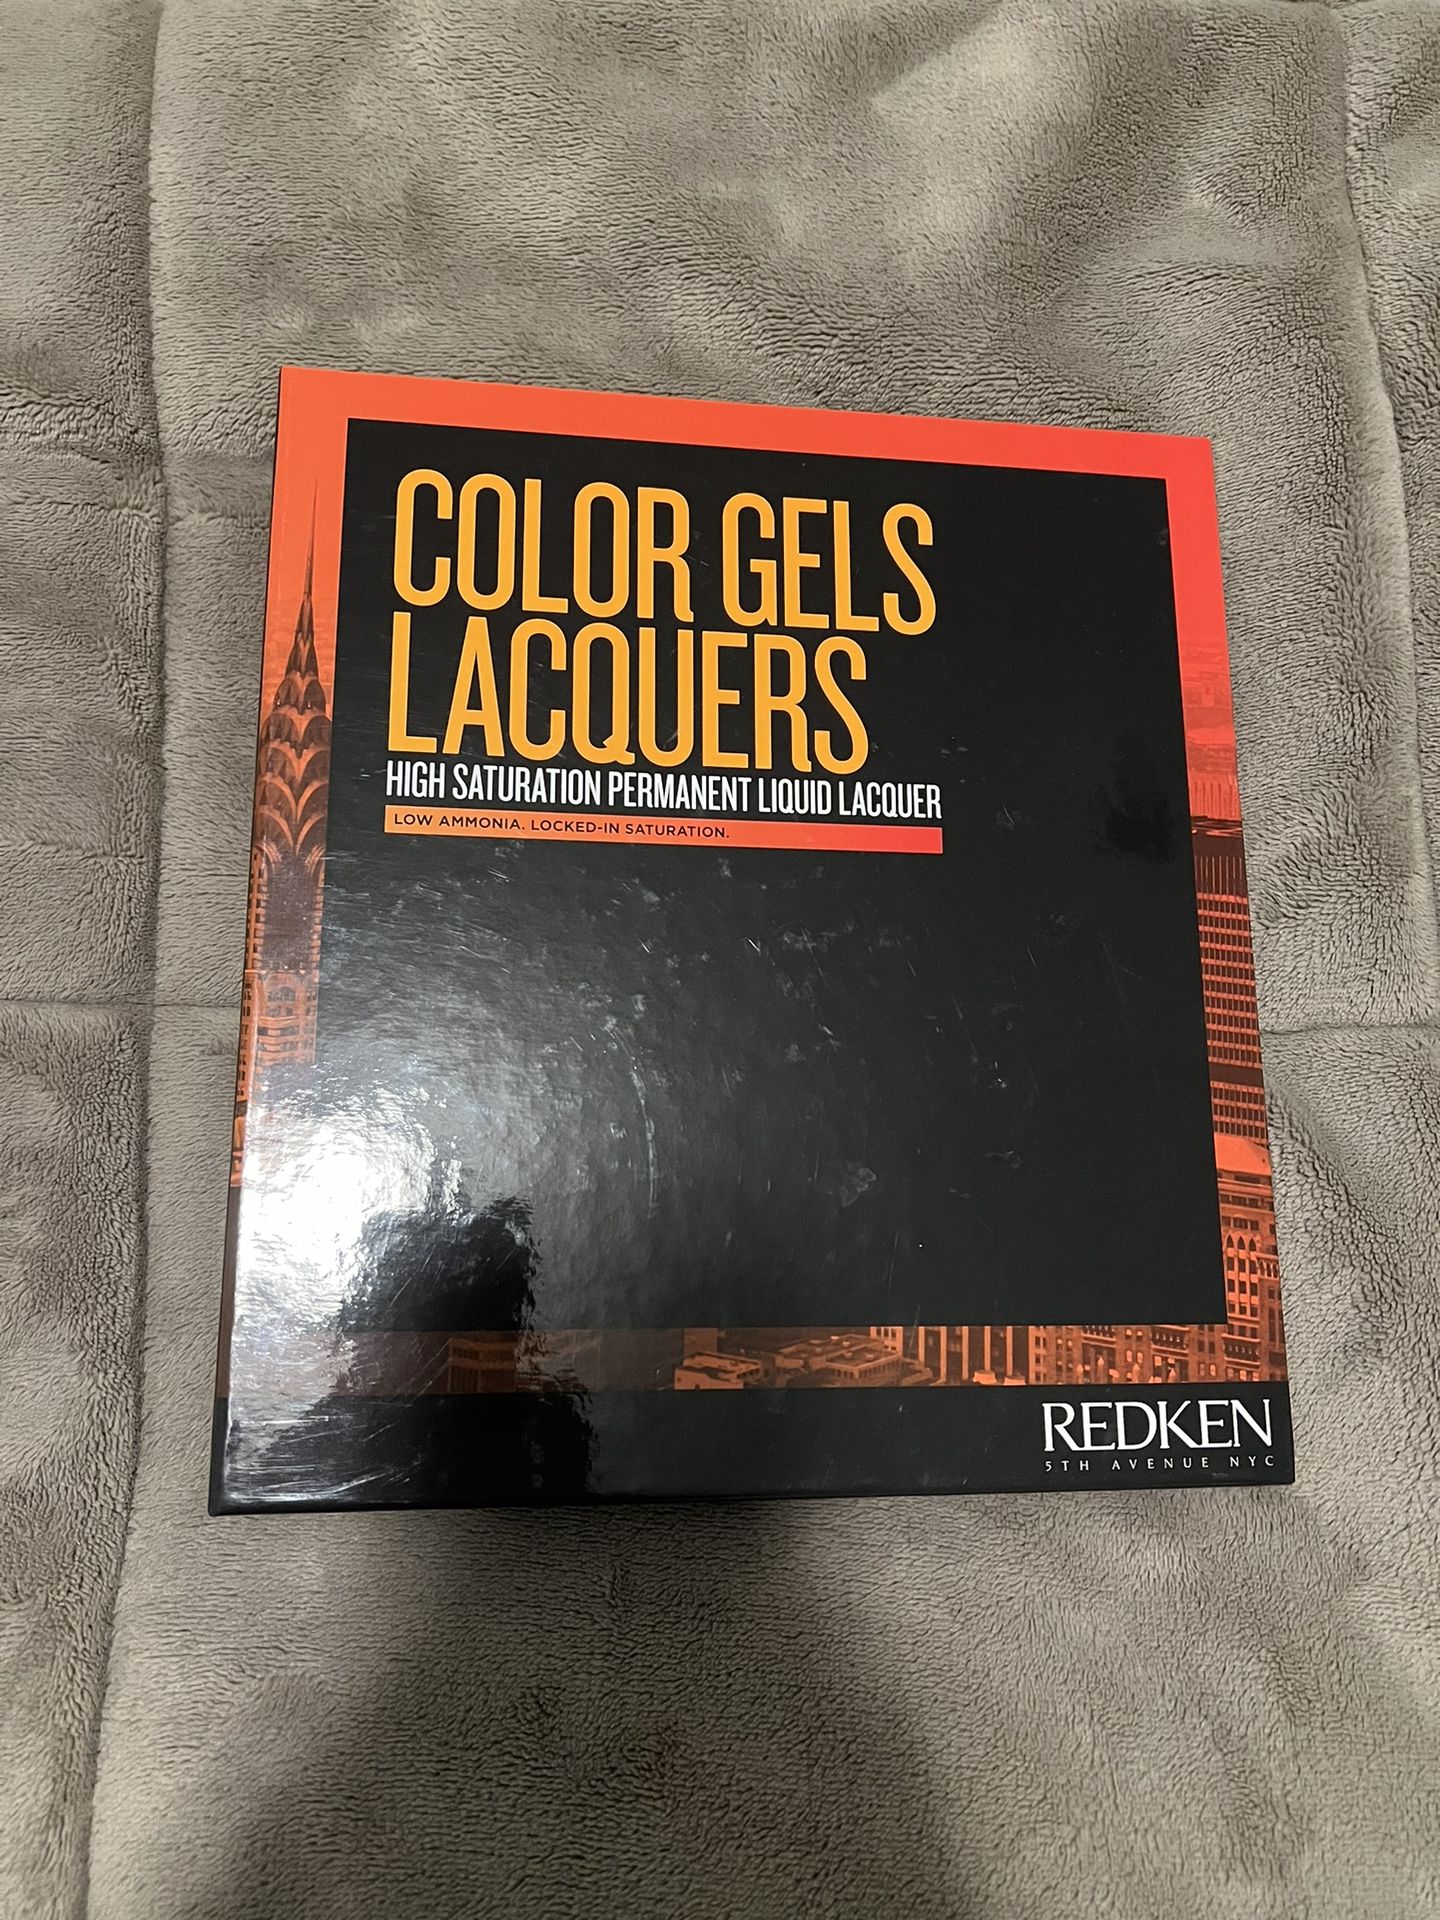 COLOR GELS
LACQUERS
HIGH SATURATION PERMANENT LIQUID LACQUER
LOW AMMONIA. LOCKED-IN SATURATION.
REDKEN
5TH AVENUE NYC